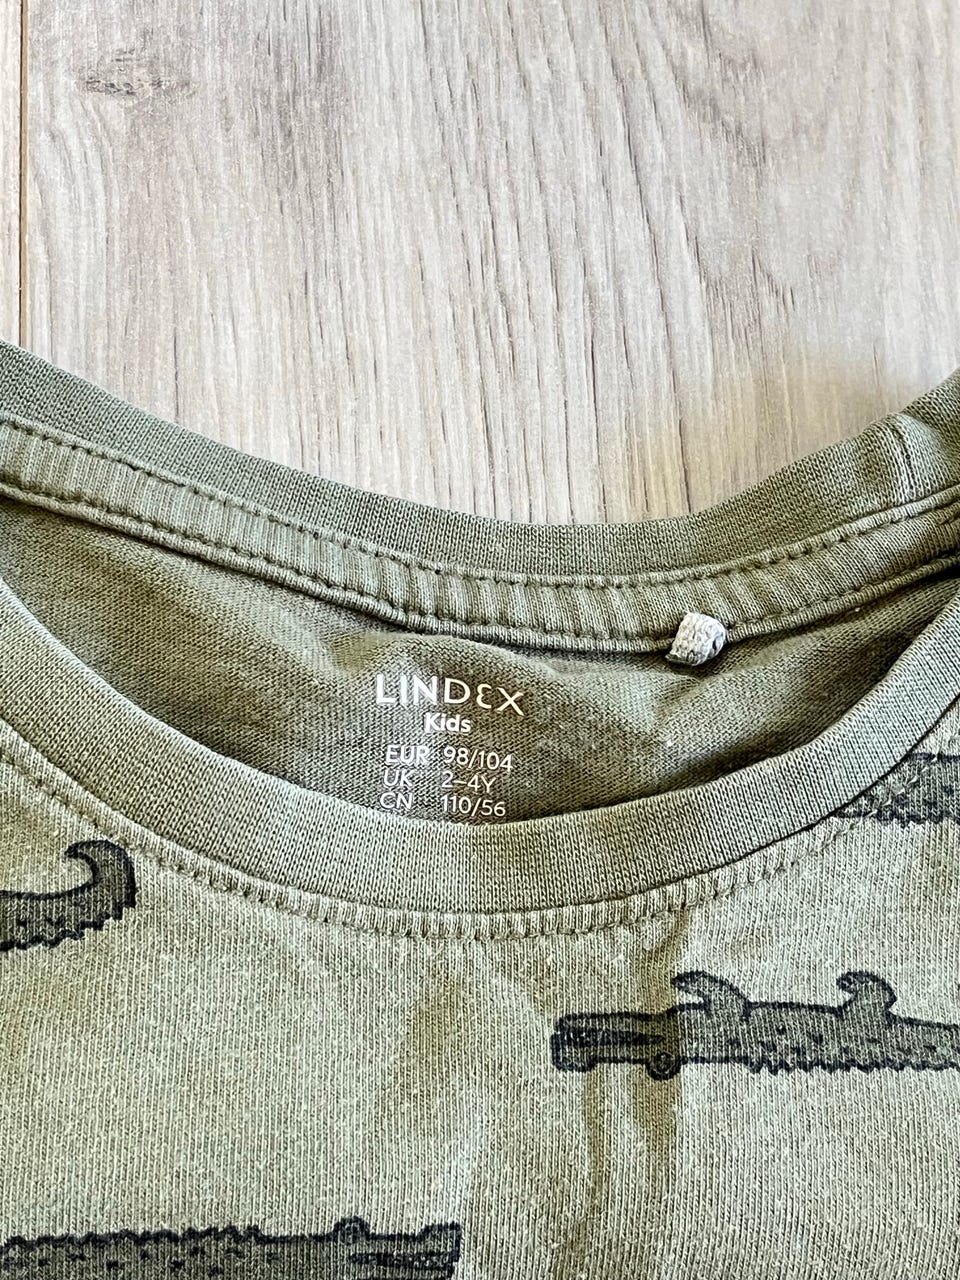 LINDEX
Kids
EUR 98/104
UK 2-4Y
CN 110/56